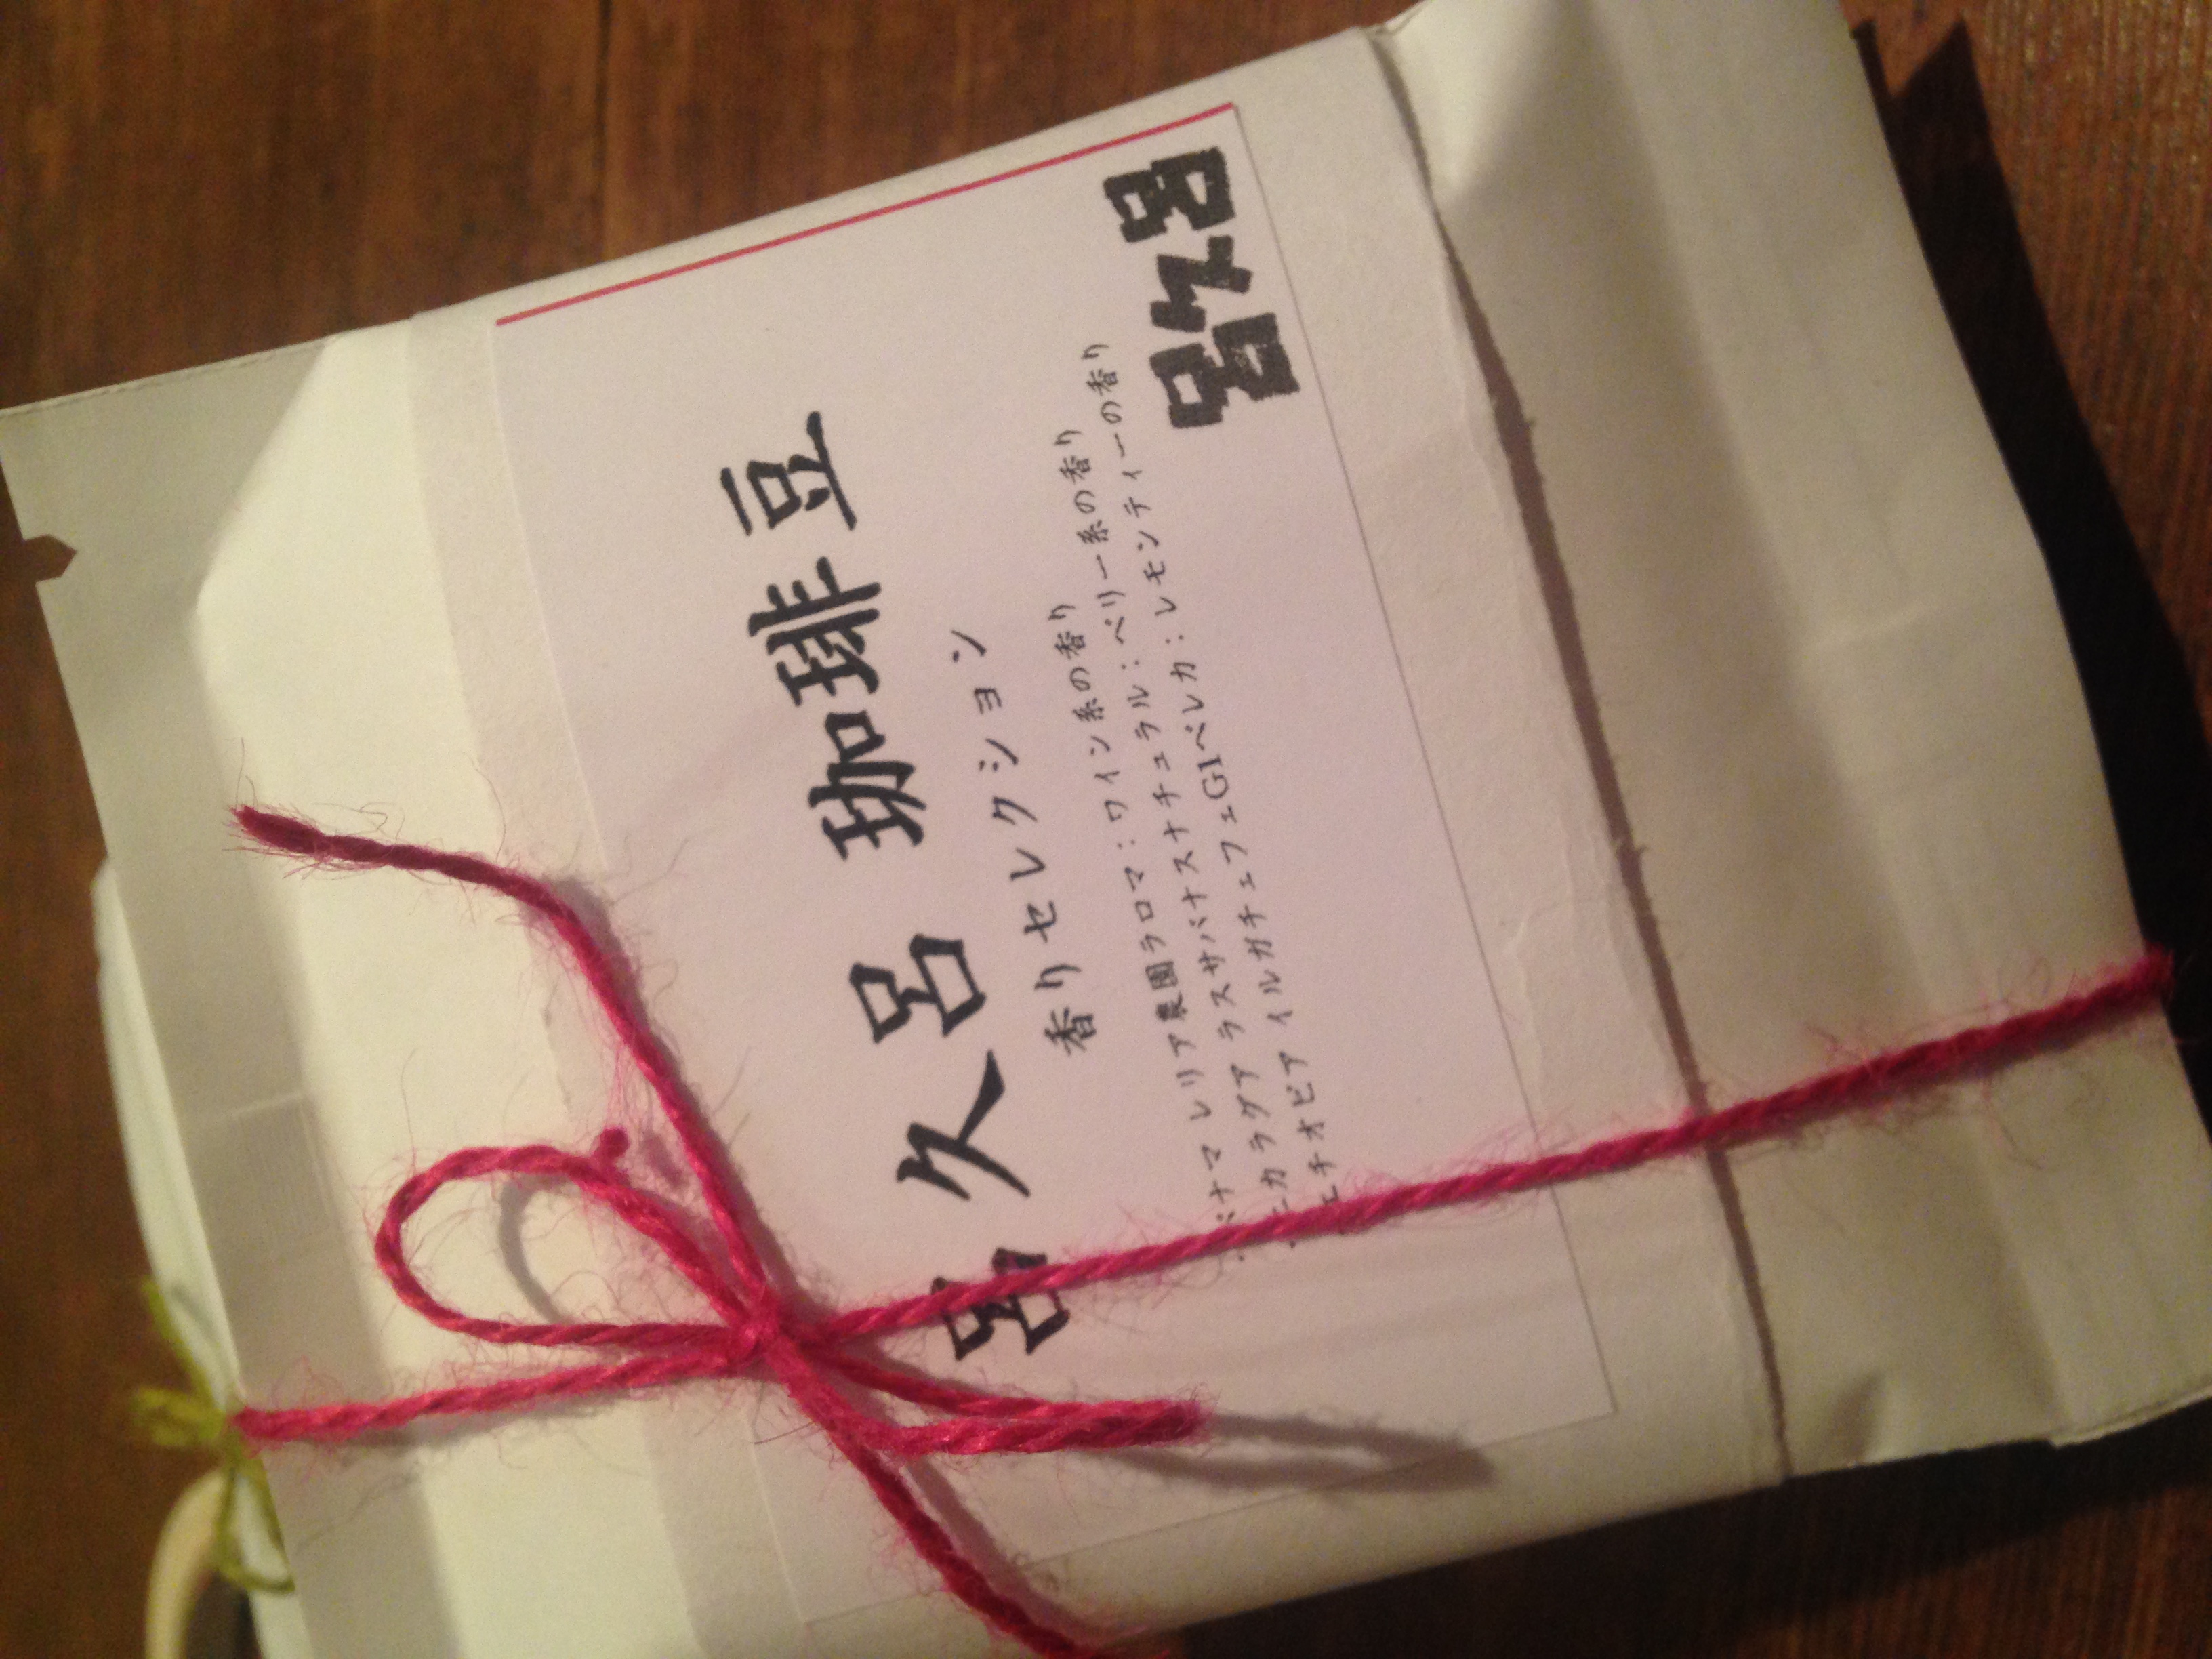 呂久呂 珈琲豆
香りセレクション
・パナマ レリア農園ラロマ：ワイン系の香り
・ニカラグア ラスサバナスナチュラル：ベリー系の香り
エチオピア イルガチェフェG1ベレカ：レモンティーの香り
呂久呂